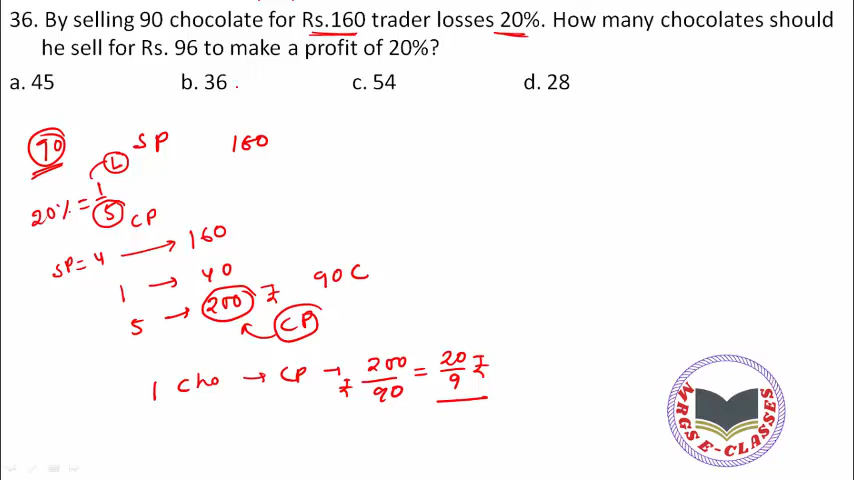 36. By selling 90 chocolate for Rs.160 trader losses 20%. How many chocolates should
he sell for Rs. 96 to make a profit of 20%?
a. 45 b. 36 c. 54 d. 28
90 SP 160
L
20% = 1/5 CP
SP = 4 → 160
1 → 40
5 → 200 ₹ 90 C
CP
1 Cho → CP → ₹ 200/90 = 20/9 ₹
MRGSE-CLASSES